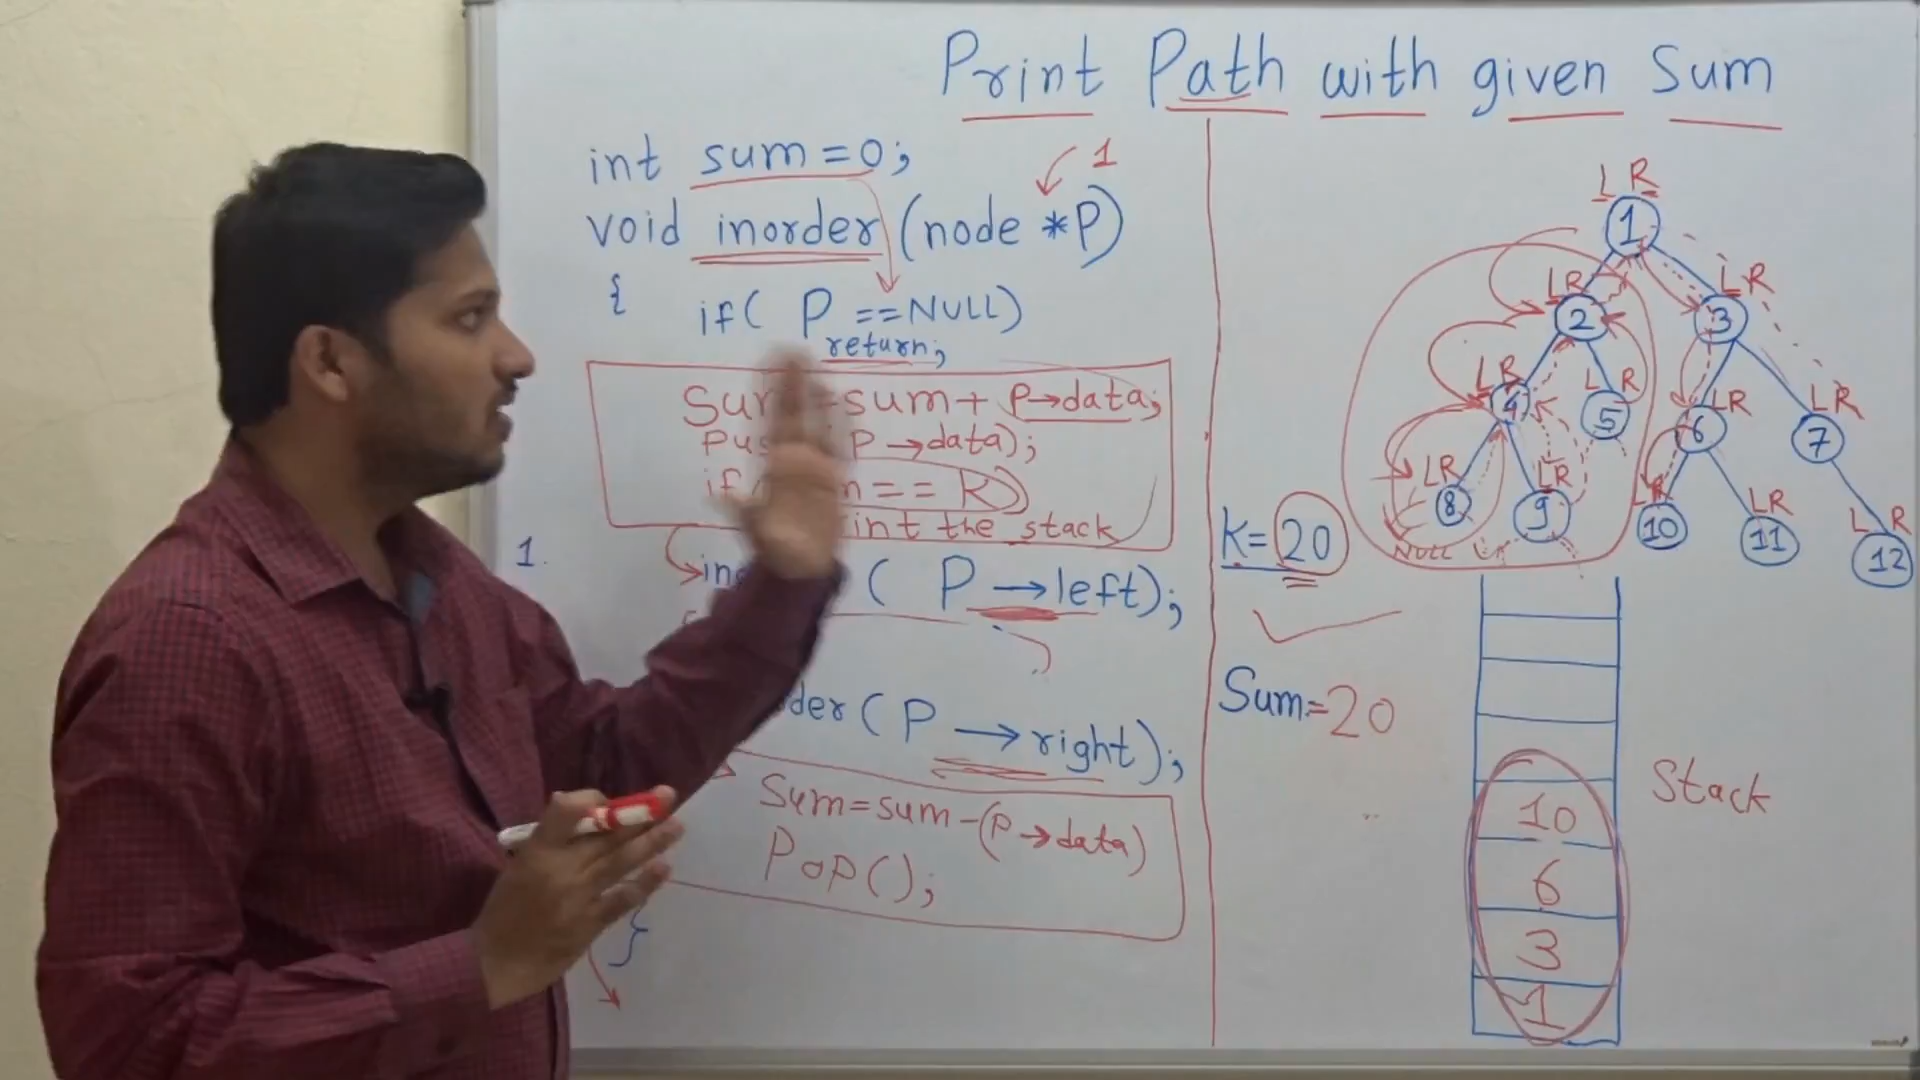 Print Path with given Sum
int sum=0;
1
void inorder (node *P)
{
if( P ==NULL)
return;
sum + P→data;
P →data);
== K)
int the stack
1.
( P →left);
der ( P →right);
Sum=sum-(P→data)
POP();
}
L R
1
L R
2
L R
3
L R
4
L R
5
L R
6
L R
7
L R
8
L R
9
L R
10
L R
11
L R
12
NULL
K=20
Sum=20
Stack
10
6
3
1